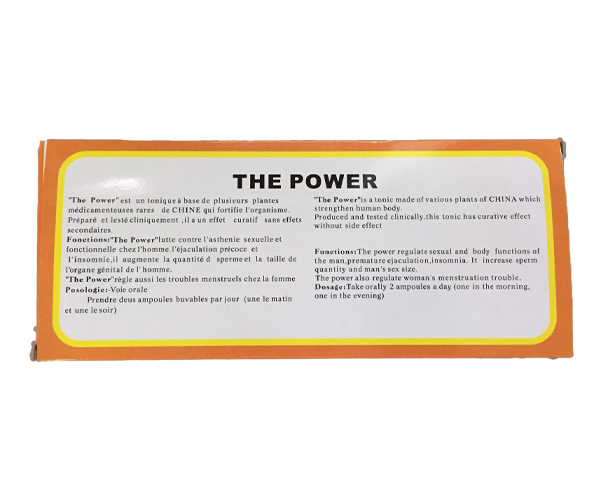 THE POWER
"The Power" est un tonique à base de plusieurs plantes
médicamenteuses rares de CHINE qui fortifie l'organisme.
Préparé et lesté cliniquement ,il a un effet curatif sans effets
secondaires.
Fonctions:"The Power"lutte contre l'asthenie sexuelle et
fonctionnelle chez l'homme.l'éjaculation précoce et
l'insomnie,il augmente la quantité d sperme et la taille de
l'organe génital de l' homme.
"The Power"règle aussi les troubles menstruels chez la femme
Posologie:-Voie orale
Prendre deux ampoules buvables par jour (une le matin
et une le soir)
"The Power"is a tonic made of various plants of CHINA which
strengthen human body.
Produced and tested clinically.this tonic has curative effect
without side effect
Functions:The power regulate sexual and body functions of
the man,premature ejaculation,insomnia. It increase sperm
quantity and man's sex size.
The power also regulate woman's menstruation trouble.
Dosage:Take orally 2 ampoules a day (one in the morning,
one in the evening)